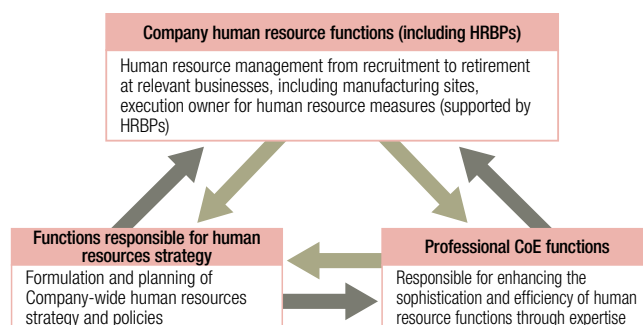 Company human resource functions (including HRBPs)
Human resource management from recruitment to retirement
at relevant businesses, including manufacturing sites,
execution owner for human resource measures (supported by
HRBPs)
Functions responsible for human
resources strategy
Formulation and planning of
Company-wide human resources
strategy and policies
Professional CoE functions
Responsible for enhancing the
sophistication and efficiency of human
resource functions through expertise